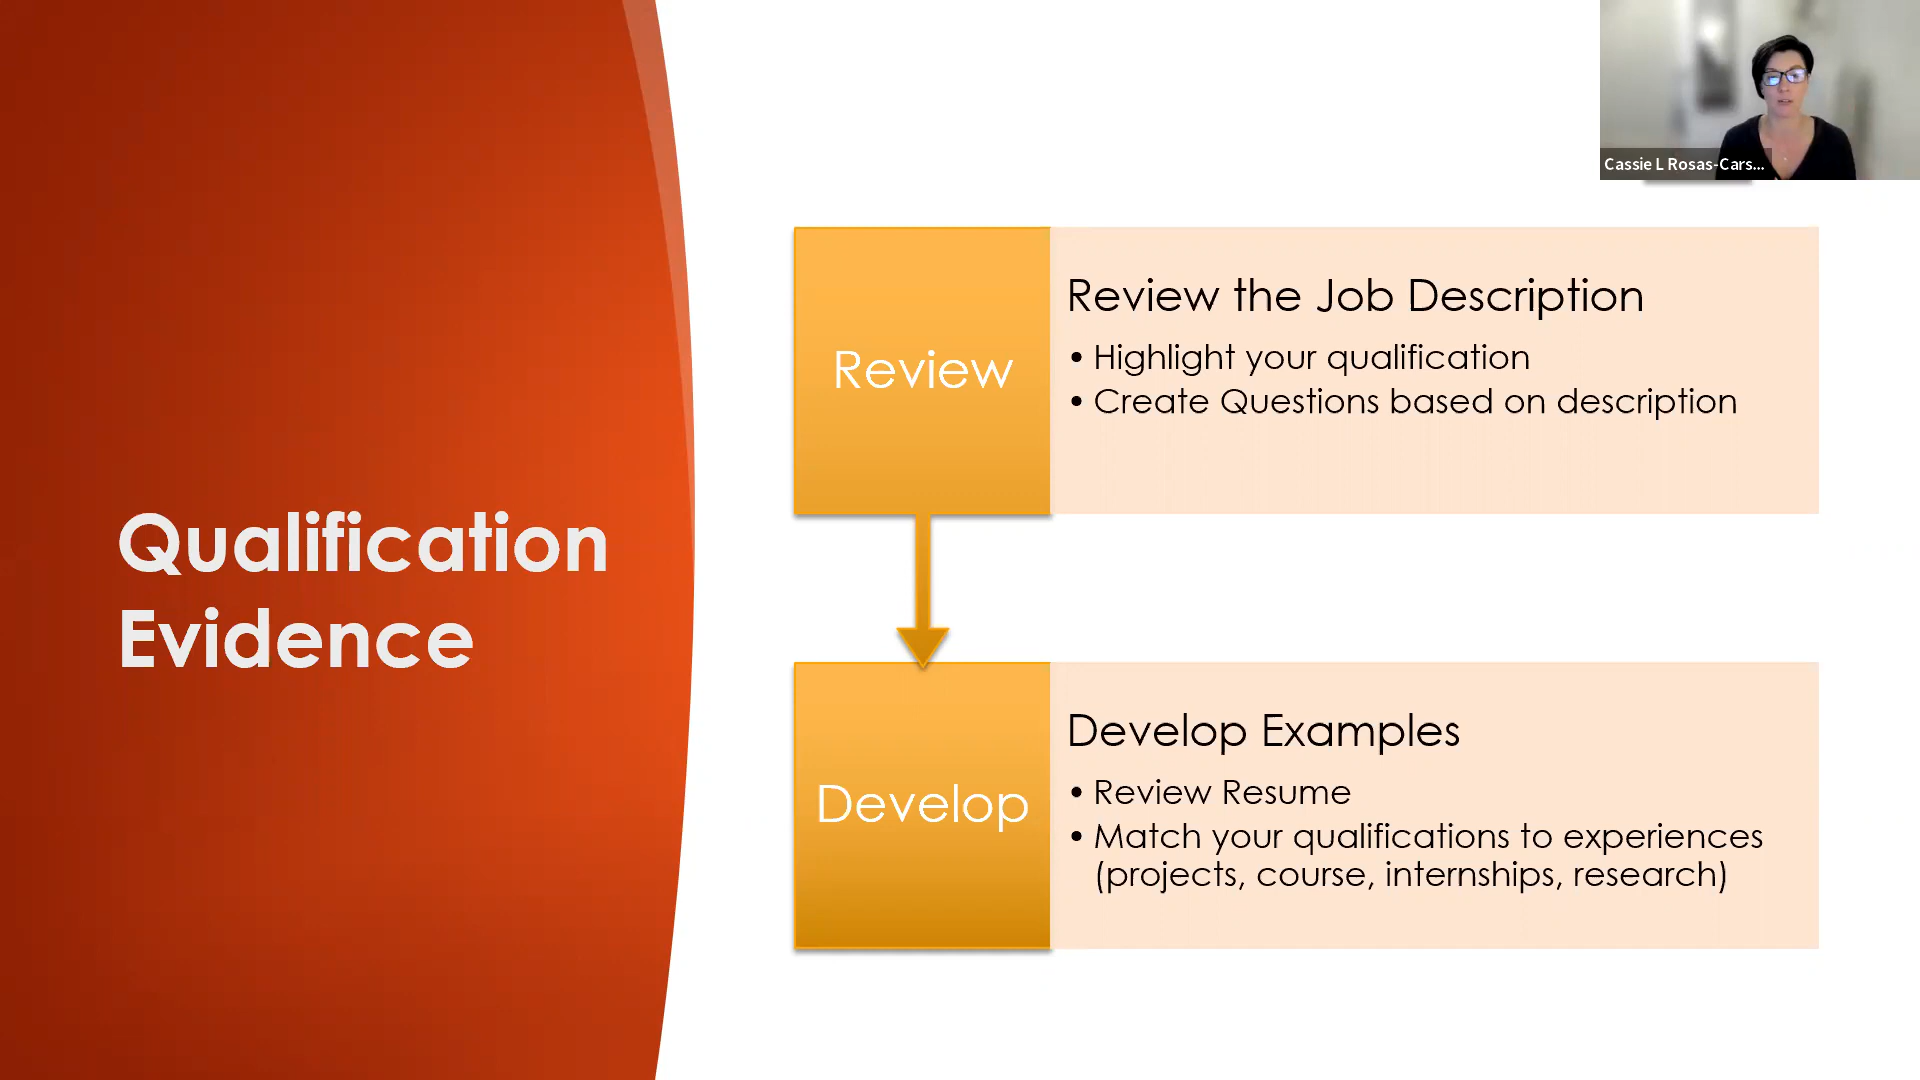 Cassie L Rosas-Cars...
Qualification
Evidence
Review
Review the Job Description
• Highlight your qualification
• Create Questions based on description
Develop
Develop Examples
• Review Resume
• Match your qualifications to experiences
(projects, course, internships, research)